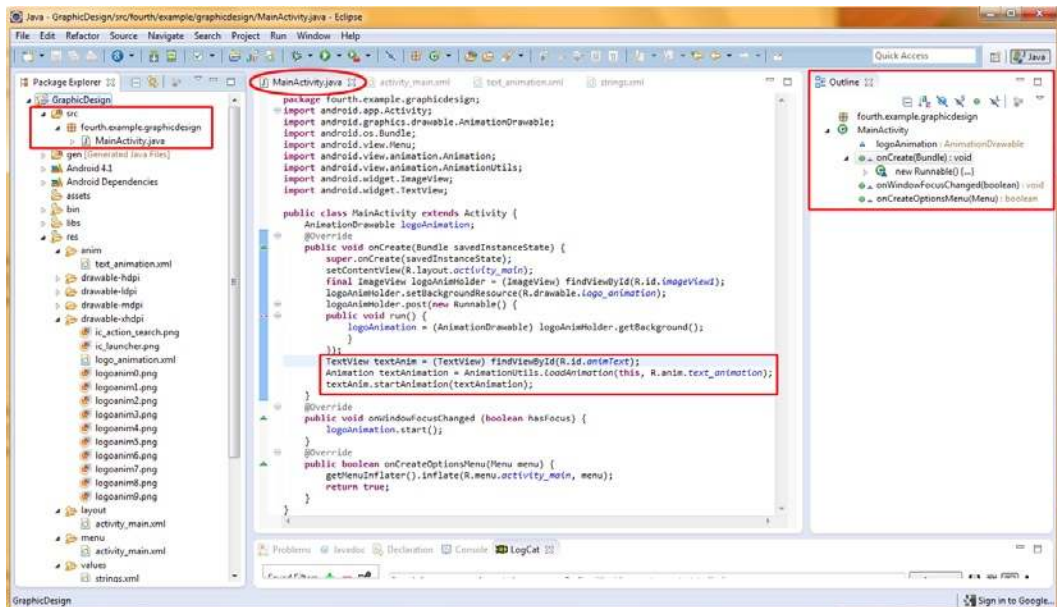 Java - GraphicDesign/src/fourth/example/graphicdesign/MainActivity.java - Eclipse
File Edit Refactor Source Navigate Search Project Run Window Help
Quick Access
Java
Package Explorer
GraphicDesign
src
fourth.example.graphicdesign
MainActivity.java
gen [Generated Java Files]
Android 4.1
Android Dependencies
assets
bin
libs
res
anim
text_animation.xml
drawable-hdpi
drawable-ldpi
drawable-mdpi
drawable-xhdpi
ic_action_search.png
ic_launcher.png
logo_animation.xml
logoanim0.png
logoanim1.png
logoanim2.png
logoanim3.png
logoanim4.png
logoanim5.png
logoanim6.png
logoanim7.png
logoanim8.png
logoanim9.png
layout
activity_main.xml
menu
activity_main.xml
values
strings.xml
MainActivity.java activity_main.xml text_animation.xml strings.xml
package fourth.example.graphicdesign;
import android.app.Activity;
import android.graphics.drawable.AnimationDrawable;
import android.os.Bundle;
import android.view.Menu;
import android.view.animation.Animation;
import android.view.animation.AnimationUtils;
import android.widget.ImageView;
import android.widget.TextView;
public class MainActivity extends Activity {
AnimationDrawable logoAnimation;
@Override
public void onCreate(Bundle savedInstanceState) {
super.onCreate(savedInstanceState);
setContentView(R.layout.activity_main);
final ImageView logoAnimHolder = (ImageView) findViewById(R.id.imageView1);
logoAnimHolder.setBackgroundResource(R.drawable.logo_animation);
logoAnimHolder.post(new Runnable() {
public void run() {
logoAnimation = (AnimationDrawable) logoAnimHolder.getBackground();
}
});
TextView textAnim = (TextView) findViewById(R.id.animText);
Animation textAnimation = AnimationUtils.loadAnimation(this, R.anim.text_animation);
textAnim.startAnimation(textAnimation);
}
@Override
public void onWindowFocusChanged (boolean hasFocus) {
logoAnimation.start();
}
@Override
public boolean onCreateOptionsMenu(Menu menu) {
getMenuInflater().inflate(R.menu.activity_main, menu);
return true;
}
}
Outline
fourth.example.graphicdesign
MainActivity
logoAnimation : AnimationDrawable
onCreate(Bundle) : void
new Runnable() {...}
onWindowFocusChanged(boolean) : void
onCreateOptionsMenu(Menu) : boolean
Problems Javadoc Declaration Console LogCat
GraphicDesign
Sign in to Google...